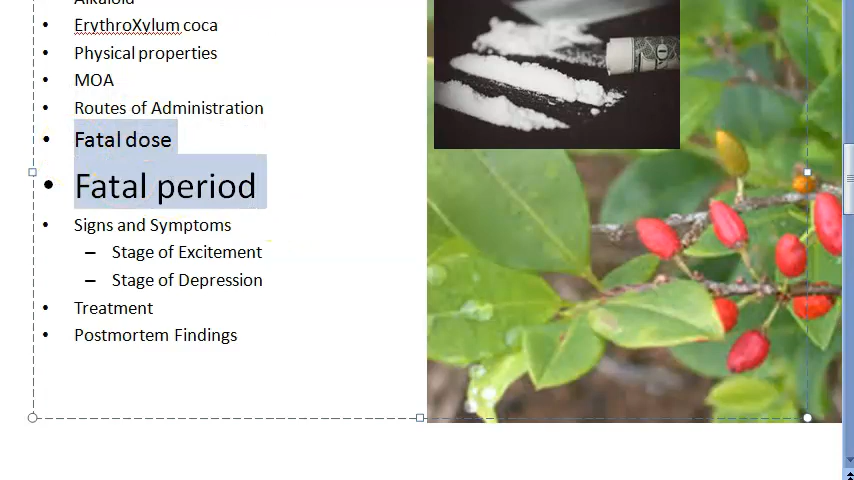 ErythroXylum coca
Physical properties
MOA
Routes of Administration
Fatal dose
Fatal period
Signs and Symptoms
– Stage of Excitement
– Stage of Depression
Treatment
Postmortem Findings